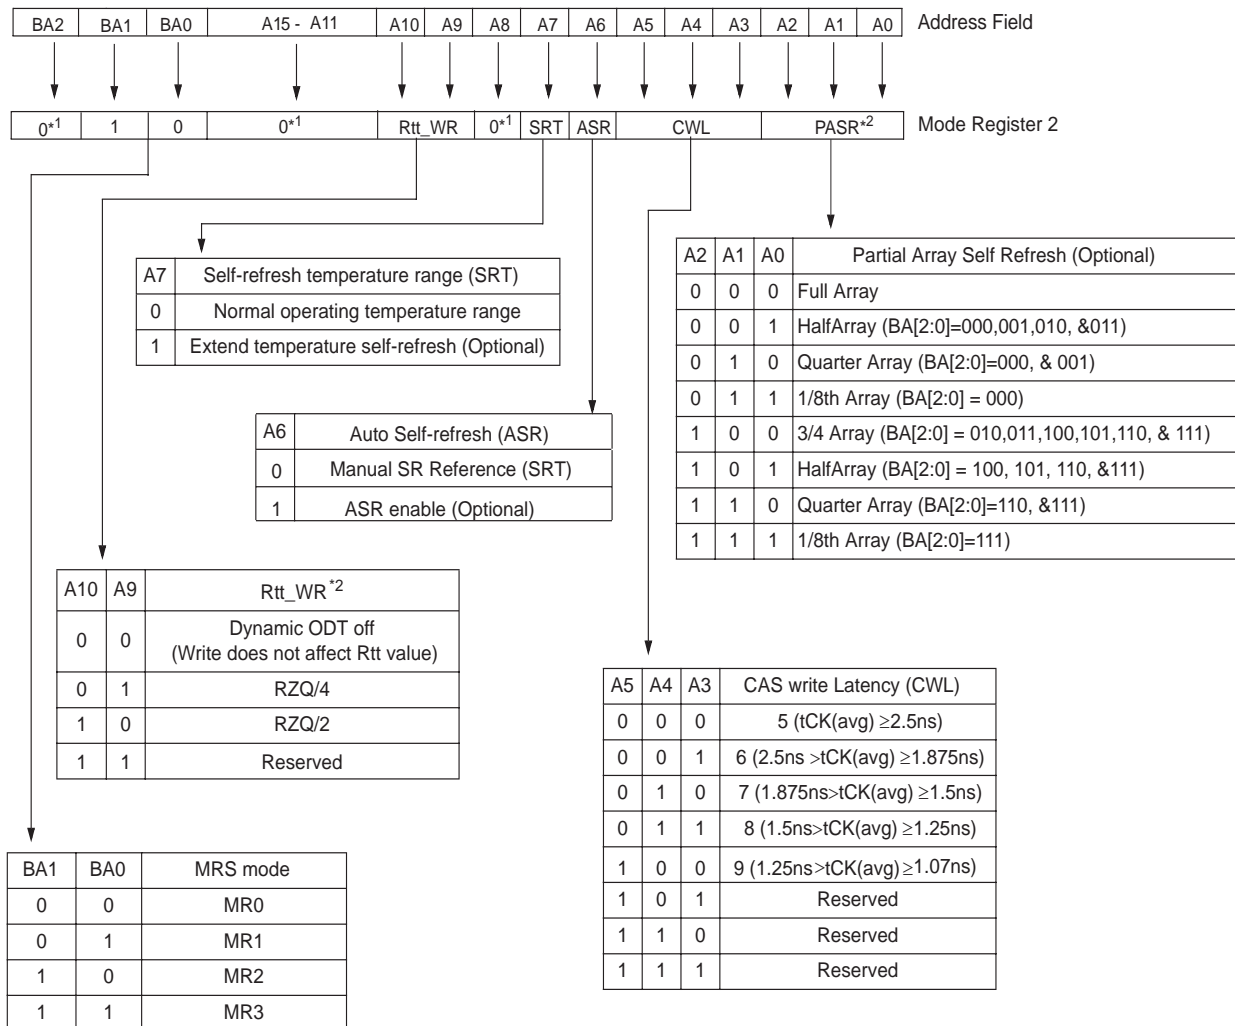 BA2 BA1 BA0 A15 - A11 A10 A9 A8 A7 A6 A5 A4 A3 A2 A1 A0 Address Field
0*1 1 0 0*1 Rtt_WR 0*1 SRT ASR CWL PASR*2 Mode Register 2
A7 Self-refresh temperature range (SRT)
0 Normal operating temperature range
1 Extend temperature self-refresh (Optional)
A2 A1 A0 Partial Array Self Refresh (Optional)
0 0 0 Full Array
0 0 1 HalfArray (BA[2:0]=000,001,010, &011)
0 1 0 Quarter Array (BA[2:0]=000, & 001)
0 1 1 1/8th Array (BA[2:0] = 000)
1 0 0 3/4 Array (BA[2:0] = 010,011,100,101,110, & 111)
1 0 1 HalfArray (BA[2:0] = 100, 101, 110, &111)
1 1 0 Quarter Array (BA[2:0]=110, &111)
1 1 1 1/8th Array (BA[2:0]=111)
A6 Auto Self-refresh (ASR)
0 Manual SR Reference (SRT)
1 ASR enable (Optional)
A10 A9 Rtt_WR*2
0 0 Dynamic ODT off
(Write does not affect Rtt value)
0 1 RZQ/4
1 0 RZQ/2
1 1 Reserved
A5 A4 A3 CAS write Latency (CWL)
0 0 0 5 (tCK(avg) ≥2.5ns)
0 0 1 6 (2.5ns >tCK(avg) ≥1.875ns)
0 1 0 7 (1.875ns>tCK(avg) ≥1.5ns)
0 1 1 8 (1.5ns>tCK(avg) ≥1.25ns)
1 0 0 9 (1.25ns>tCK(avg) ≥1.07ns)
1 0 1 Reserved
1 1 0 Reserved
1 1 1 Reserved
BA1 BA0 MRS mode
0 0 MR0
0 1 MR1
1 0 MR2
1 1 MR3